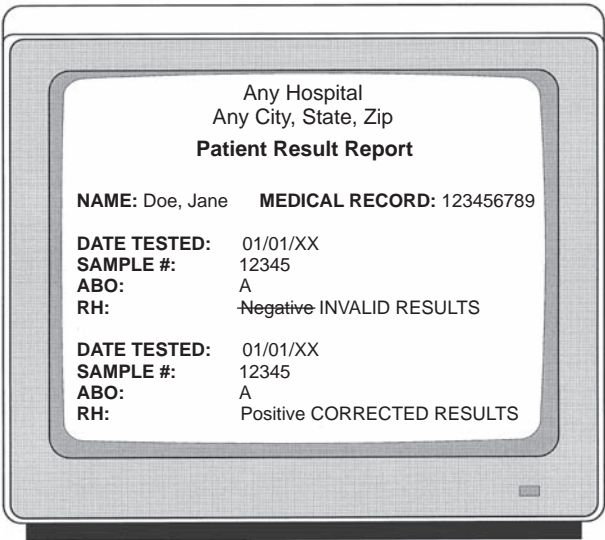 Any Hospital
Any City, State, Zip
Patient Result Report
NAME: Doe, Jane MEDICAL RECORD: 123456789
DATE TESTED: 01/01/XX
SAMPLE #: 12345
ABO: A
RH: Negative INVALID RESULTS
DATE TESTED: 01/01/XX
SAMPLE #: 12345
ABO: A
RH: Positive CORRECTED RESULTS